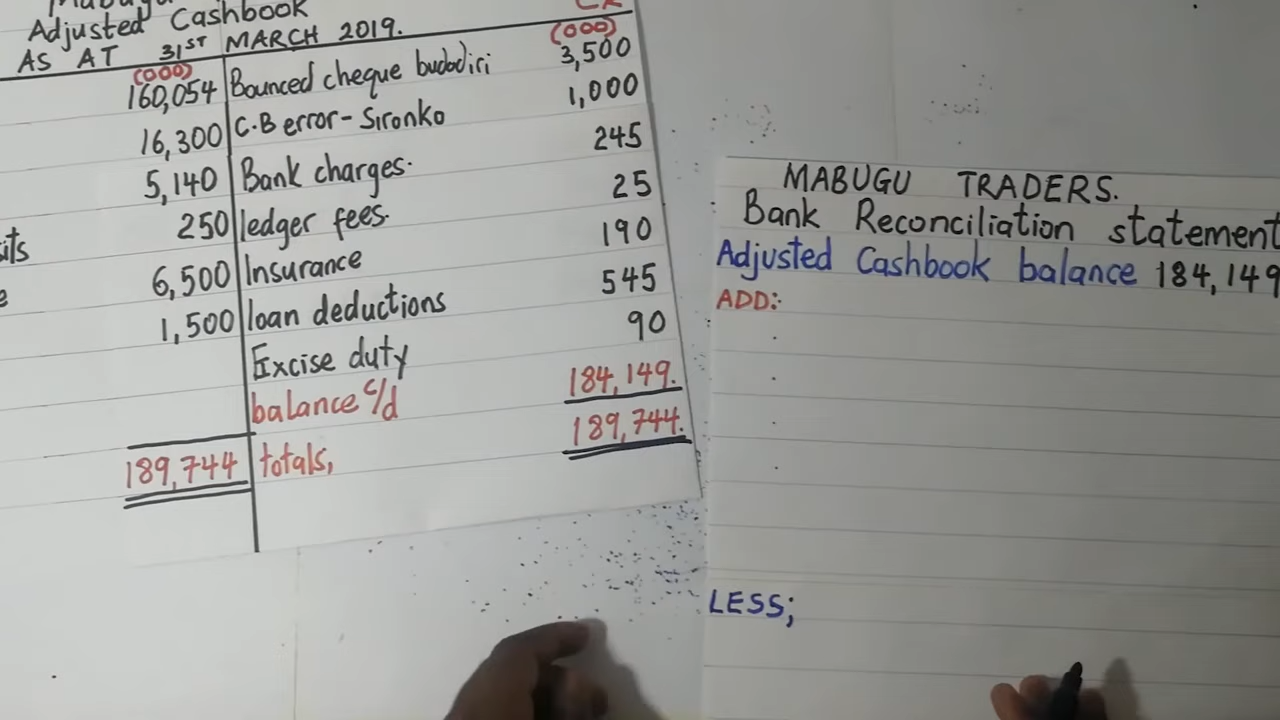 Adjusted Cashbook
AS AT 31ST MARCH 2019.
(000) (000)
160,054 Bounced cheque budadiri 3,500
16,300 C.B error - Sironko 1,000
5,140 Bank charges. 245
250 ledger fees. 25
6,500 Insurance 190
1,500 loan deductions 545
Excise duty 90
balance c/d 184,149.
189,744 totals, 189,744.
MABUGU TRADERS.
Bank Reconciliation statement
Adjusted Cashbook balance 184,149
ADD:
LESS;